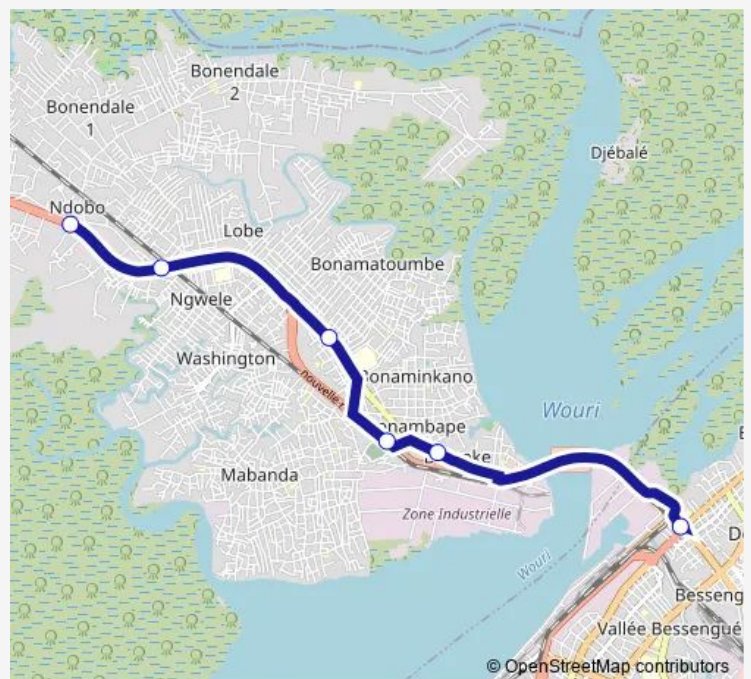 Bonendale
2
Bonendale
1
Djébalé
Ndobo
Lobe
Bonamatoumbe
Ngwele
Washington
nouvelle r
Bonaminkano
Wouri
Mabanda
Zone Industrielle
Wouri
Besseng
Vallée Bessengué
© OpenStreetMap contributors